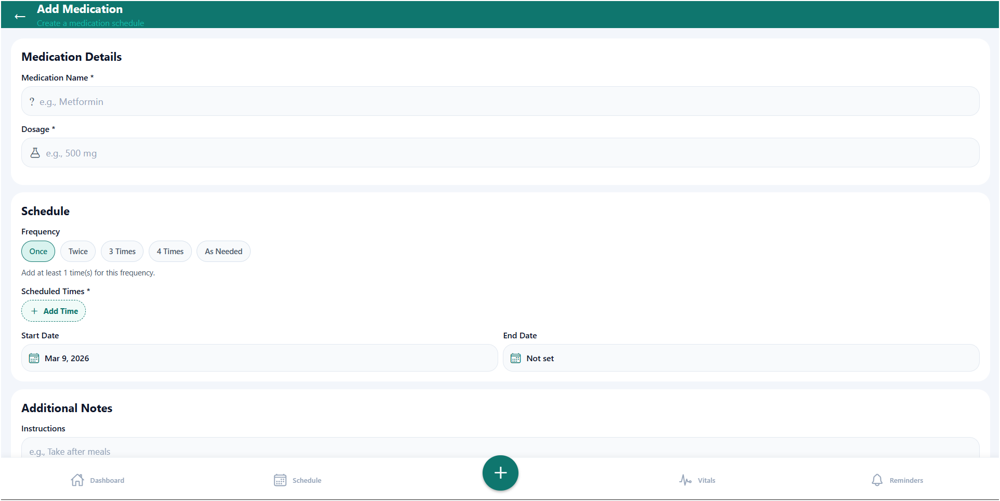 Add Medication
Create a medication schedule
Medication Details
Medication Name *
? e.g., Metformin
Dosage *
e.g., 500 mg
Schedule
Frequency
Once Twice 3 Times 4 Times As Needed
Add at least 1 time(s) for this frequency.
Scheduled Times *
+ Add Time
Start Date End Date
Mar 9, 2026 Not set
Additional Notes
Instructions
e.g., Take after meals
Dashboard Schedule + Vitals Reminders